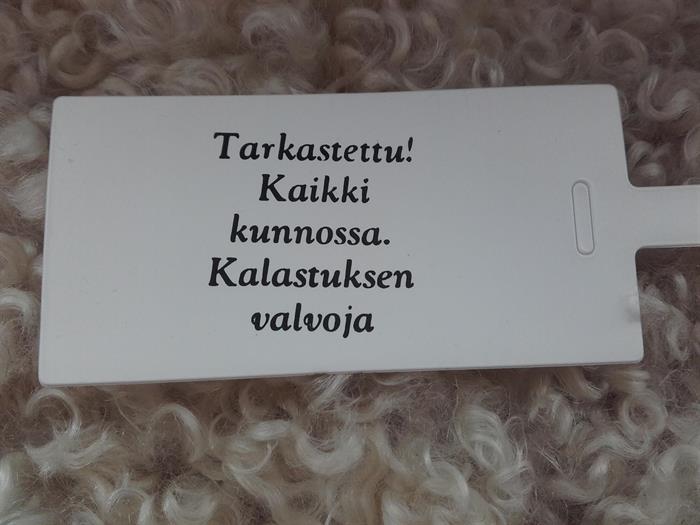 Tarkastettu!
Kaikki
kunnossa.
Kalastuksen
valvoja